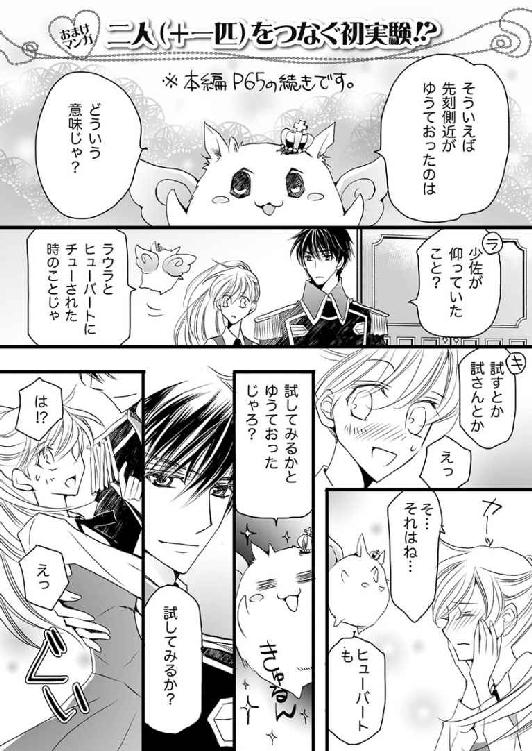 おまけ
マンガ
二人(+一匹)をつなぐ初実験!?
※本編P65の続きです。
そういえば
先刻側近が
ゆうておったのは
どういう
意味じゃ？
ラ
少佐が
仰っていた
こと？
ラウラと
ヒューバートに
チューされた
時のことじゃ
キ
試すとか
試さんとか
えっ
カァ
そ…
それはね…
ヒューバート
も
試してみるかと
ゆうておった
じゃろ？
きゅるん
試してみるか？
は!?
えっ
ぐい